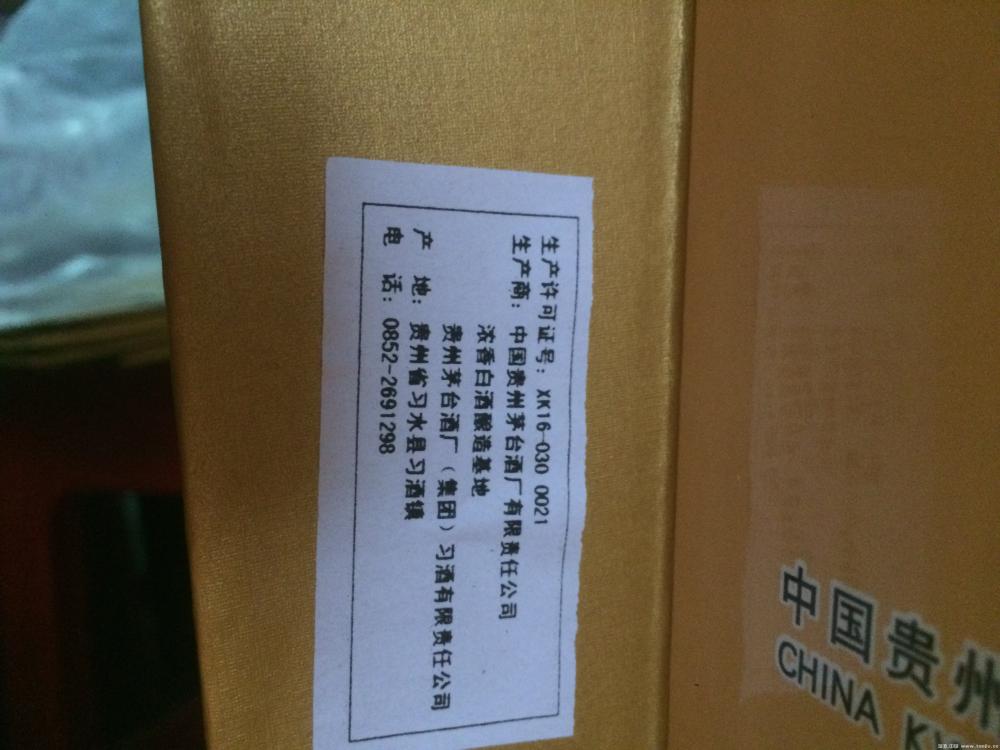 生产许可证号：XK16-030 0021
生产商：中国贵州茅台酒厂有限责任公司
浓香白酒酿造基地
贵州茅台酒厂（集团）习酒有限责任公司
产 地：贵州省习水县习酒镇
电 话：0852-2691298
中国贵州
CHINA